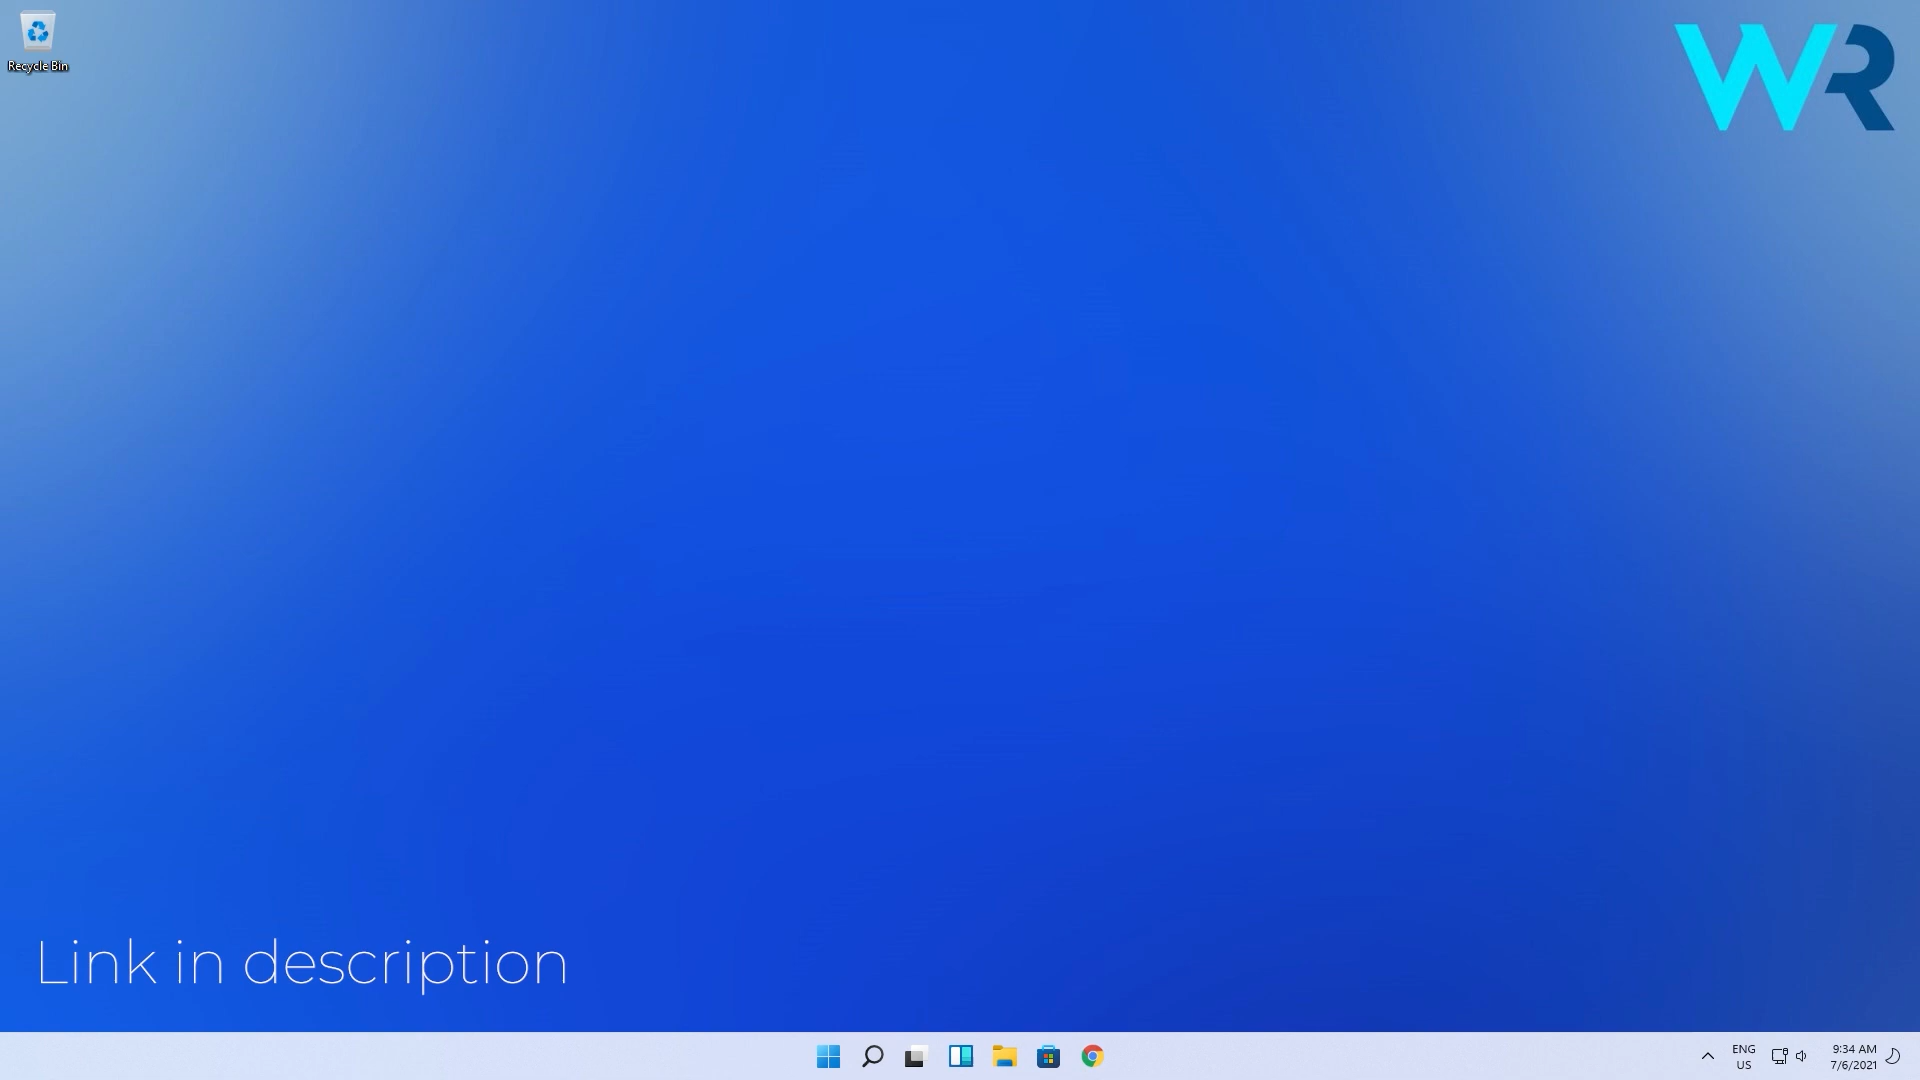 Recycle Bin
WR
Link in description
ENG
US
9:34 AM
7/6/2021